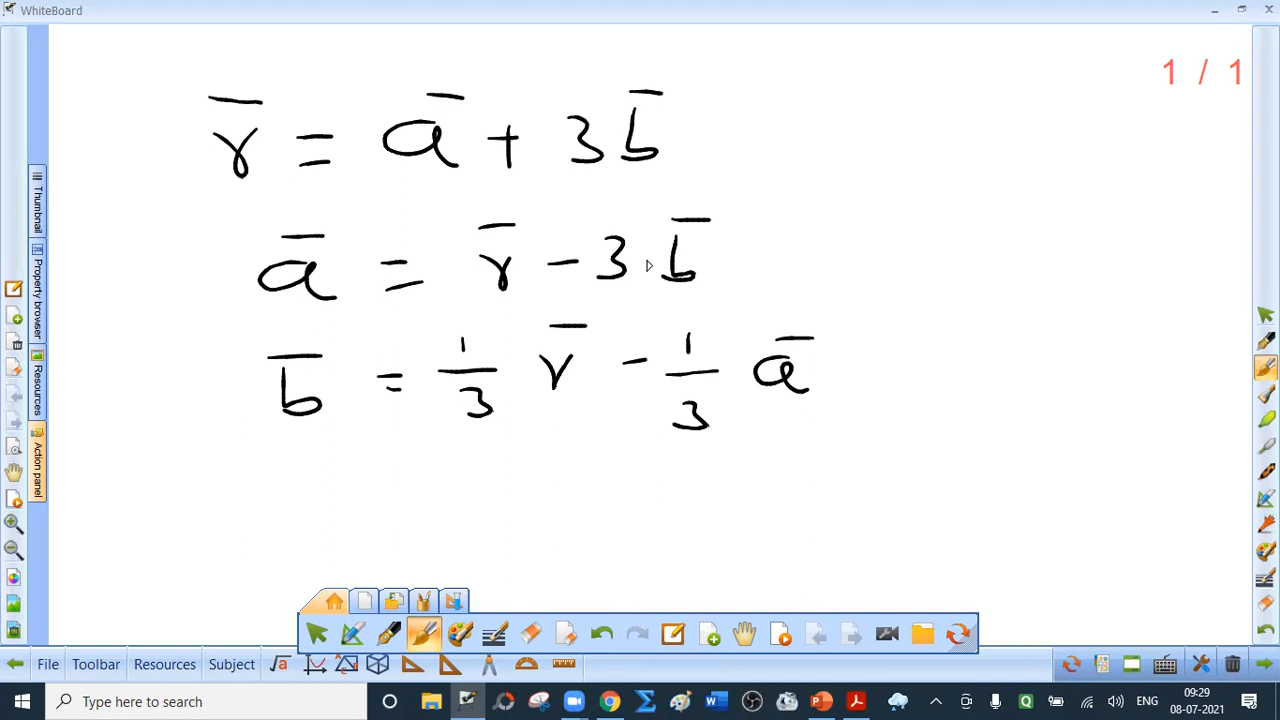 WhiteBoard
1 / 1
r̅ = a̅ + 3b̅
a̅ = r̅ - 3b̅
b̅ = 1/3 r̅ - 1/3 a̅
Thumbnail
Property browser
Resources
Action panel
File Topbar Resources Subject
Type here to search
ENG
09:29
08-07-2021